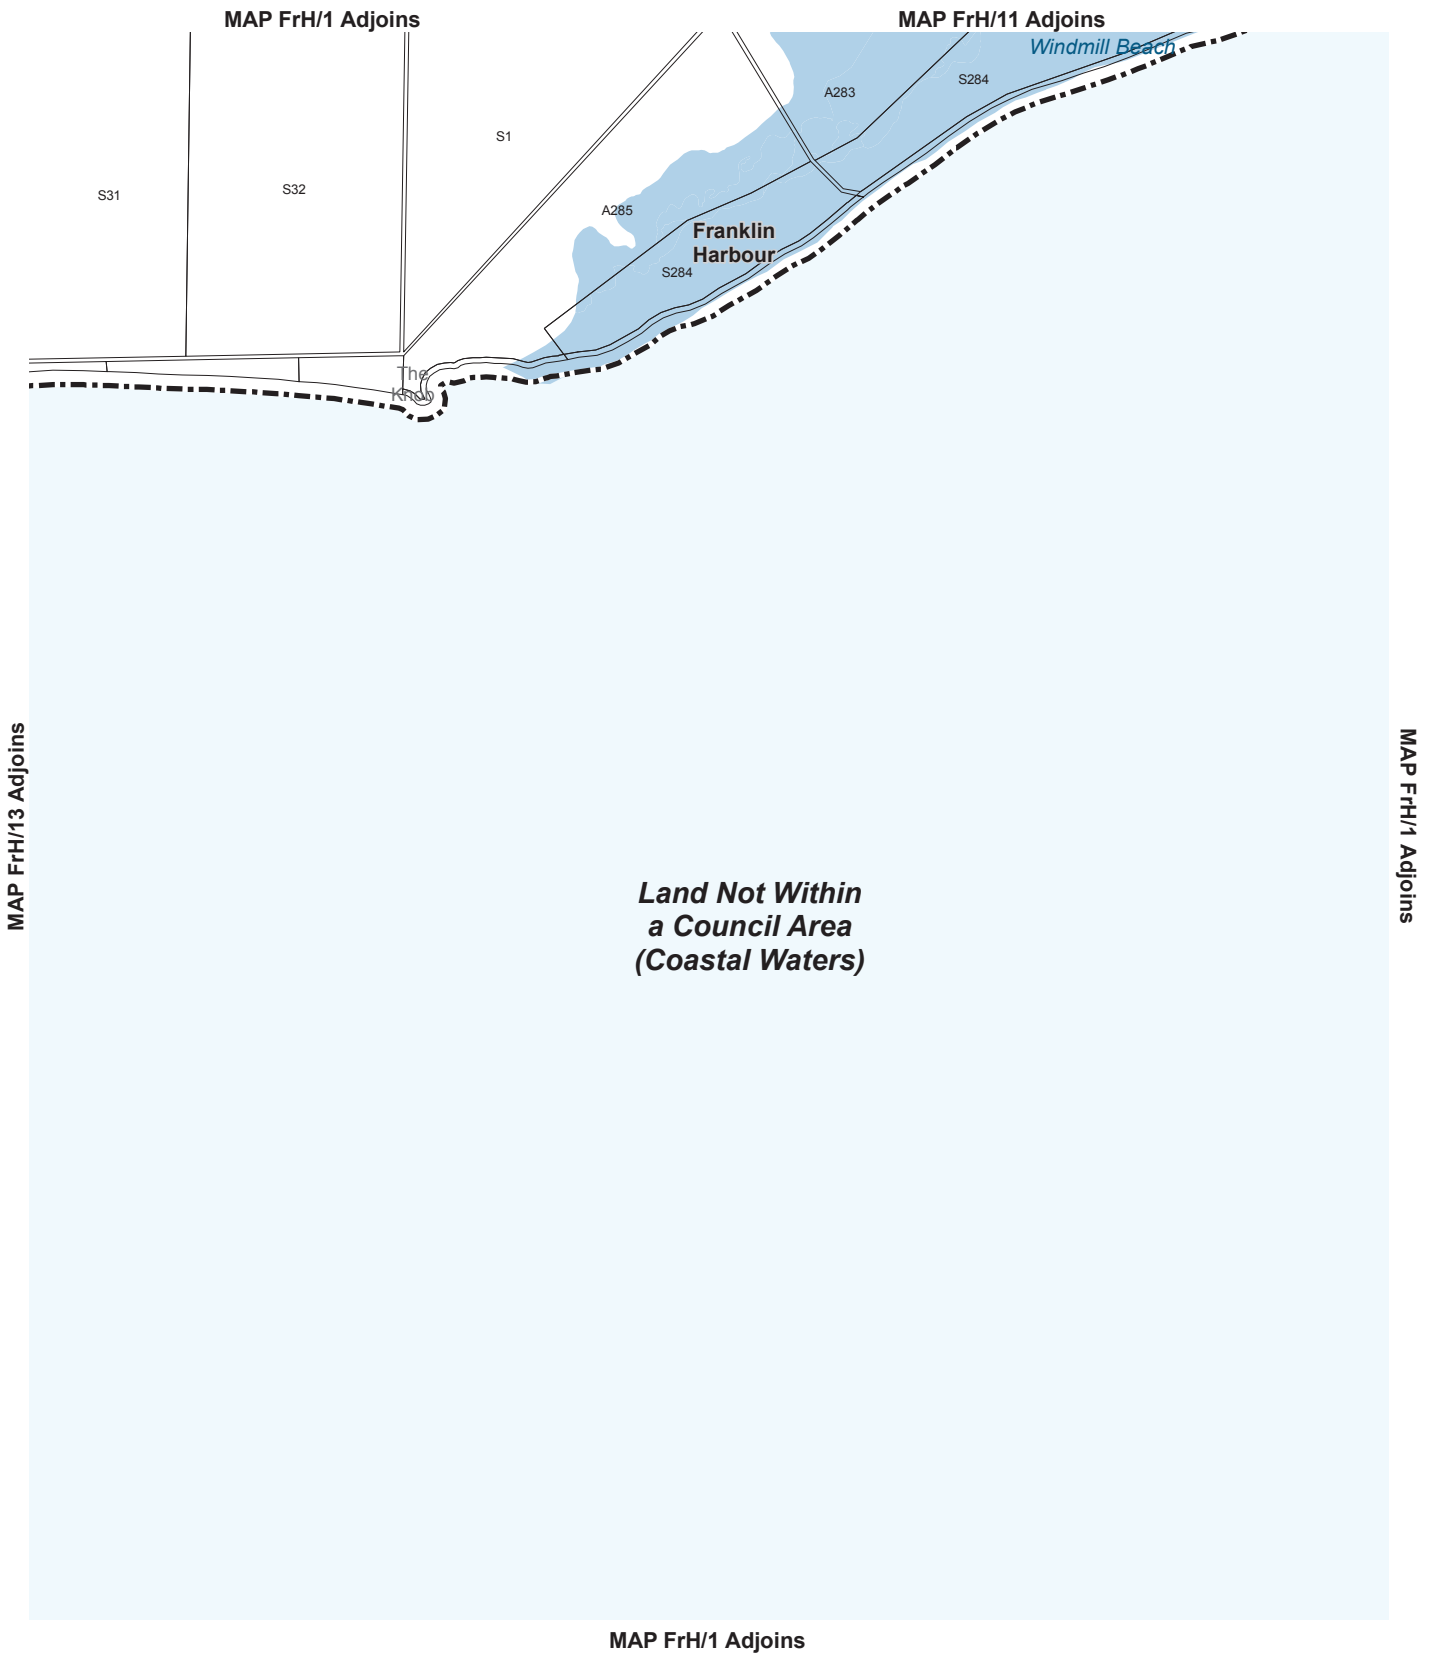 MAP FrH/1 Adjoins
MAP FrH/11 Adjoins
Windmill Beach
S284
A283
S1
S32
S31
A285
Franklin
Harbour
S284
The
Knob
MAP FrH/13 Adjoins
MAP FrH/1 Adjoins
Land Not Within
a Council Area
(Coastal Waters)
MAP FrH/1 Adjoins